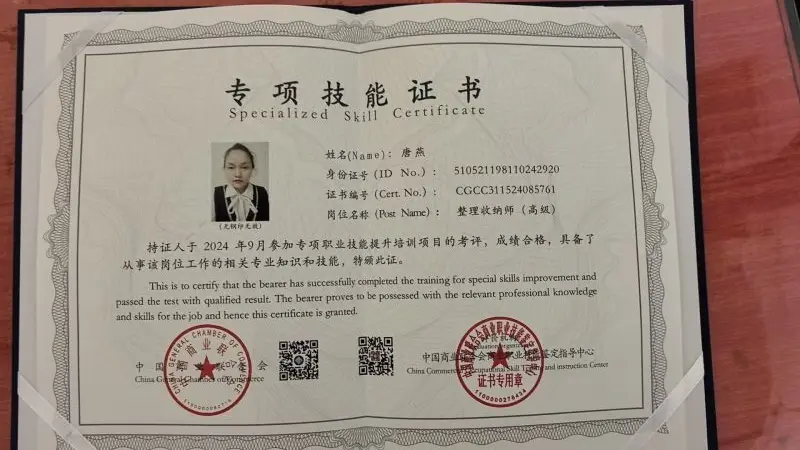 专项技能证书
Specialized Skill Certificate
姓名(Name): 唐燕
身份证号(ID No.): 510521198110242920
证书编号(Cert. No.): CGCC311524085761
岗位名称(Post Name): 整理收纳师（高级）
(无钢印无效)
持证人于 2024 年9月参加专项职业技能提升培训项目的考评，成绩合格，具备了
从事该岗位工作的相关专业知识和技能，特颁此证。
This is to certify that the bearer has successfully completed the training for special skills improvement and
passed the test with qualified result. The bearer proves to be possessed with the relevant professional knowledge
and skills for the job and hence this certificate is granted.
中国商业联合会
China General Chamber of Commerce
CHINA GENERAL CHAMBER OF COMMERCE
中国商业职业技能鉴定指导中心
China Commerce Occupational Skill and instruction Center
证书专用章